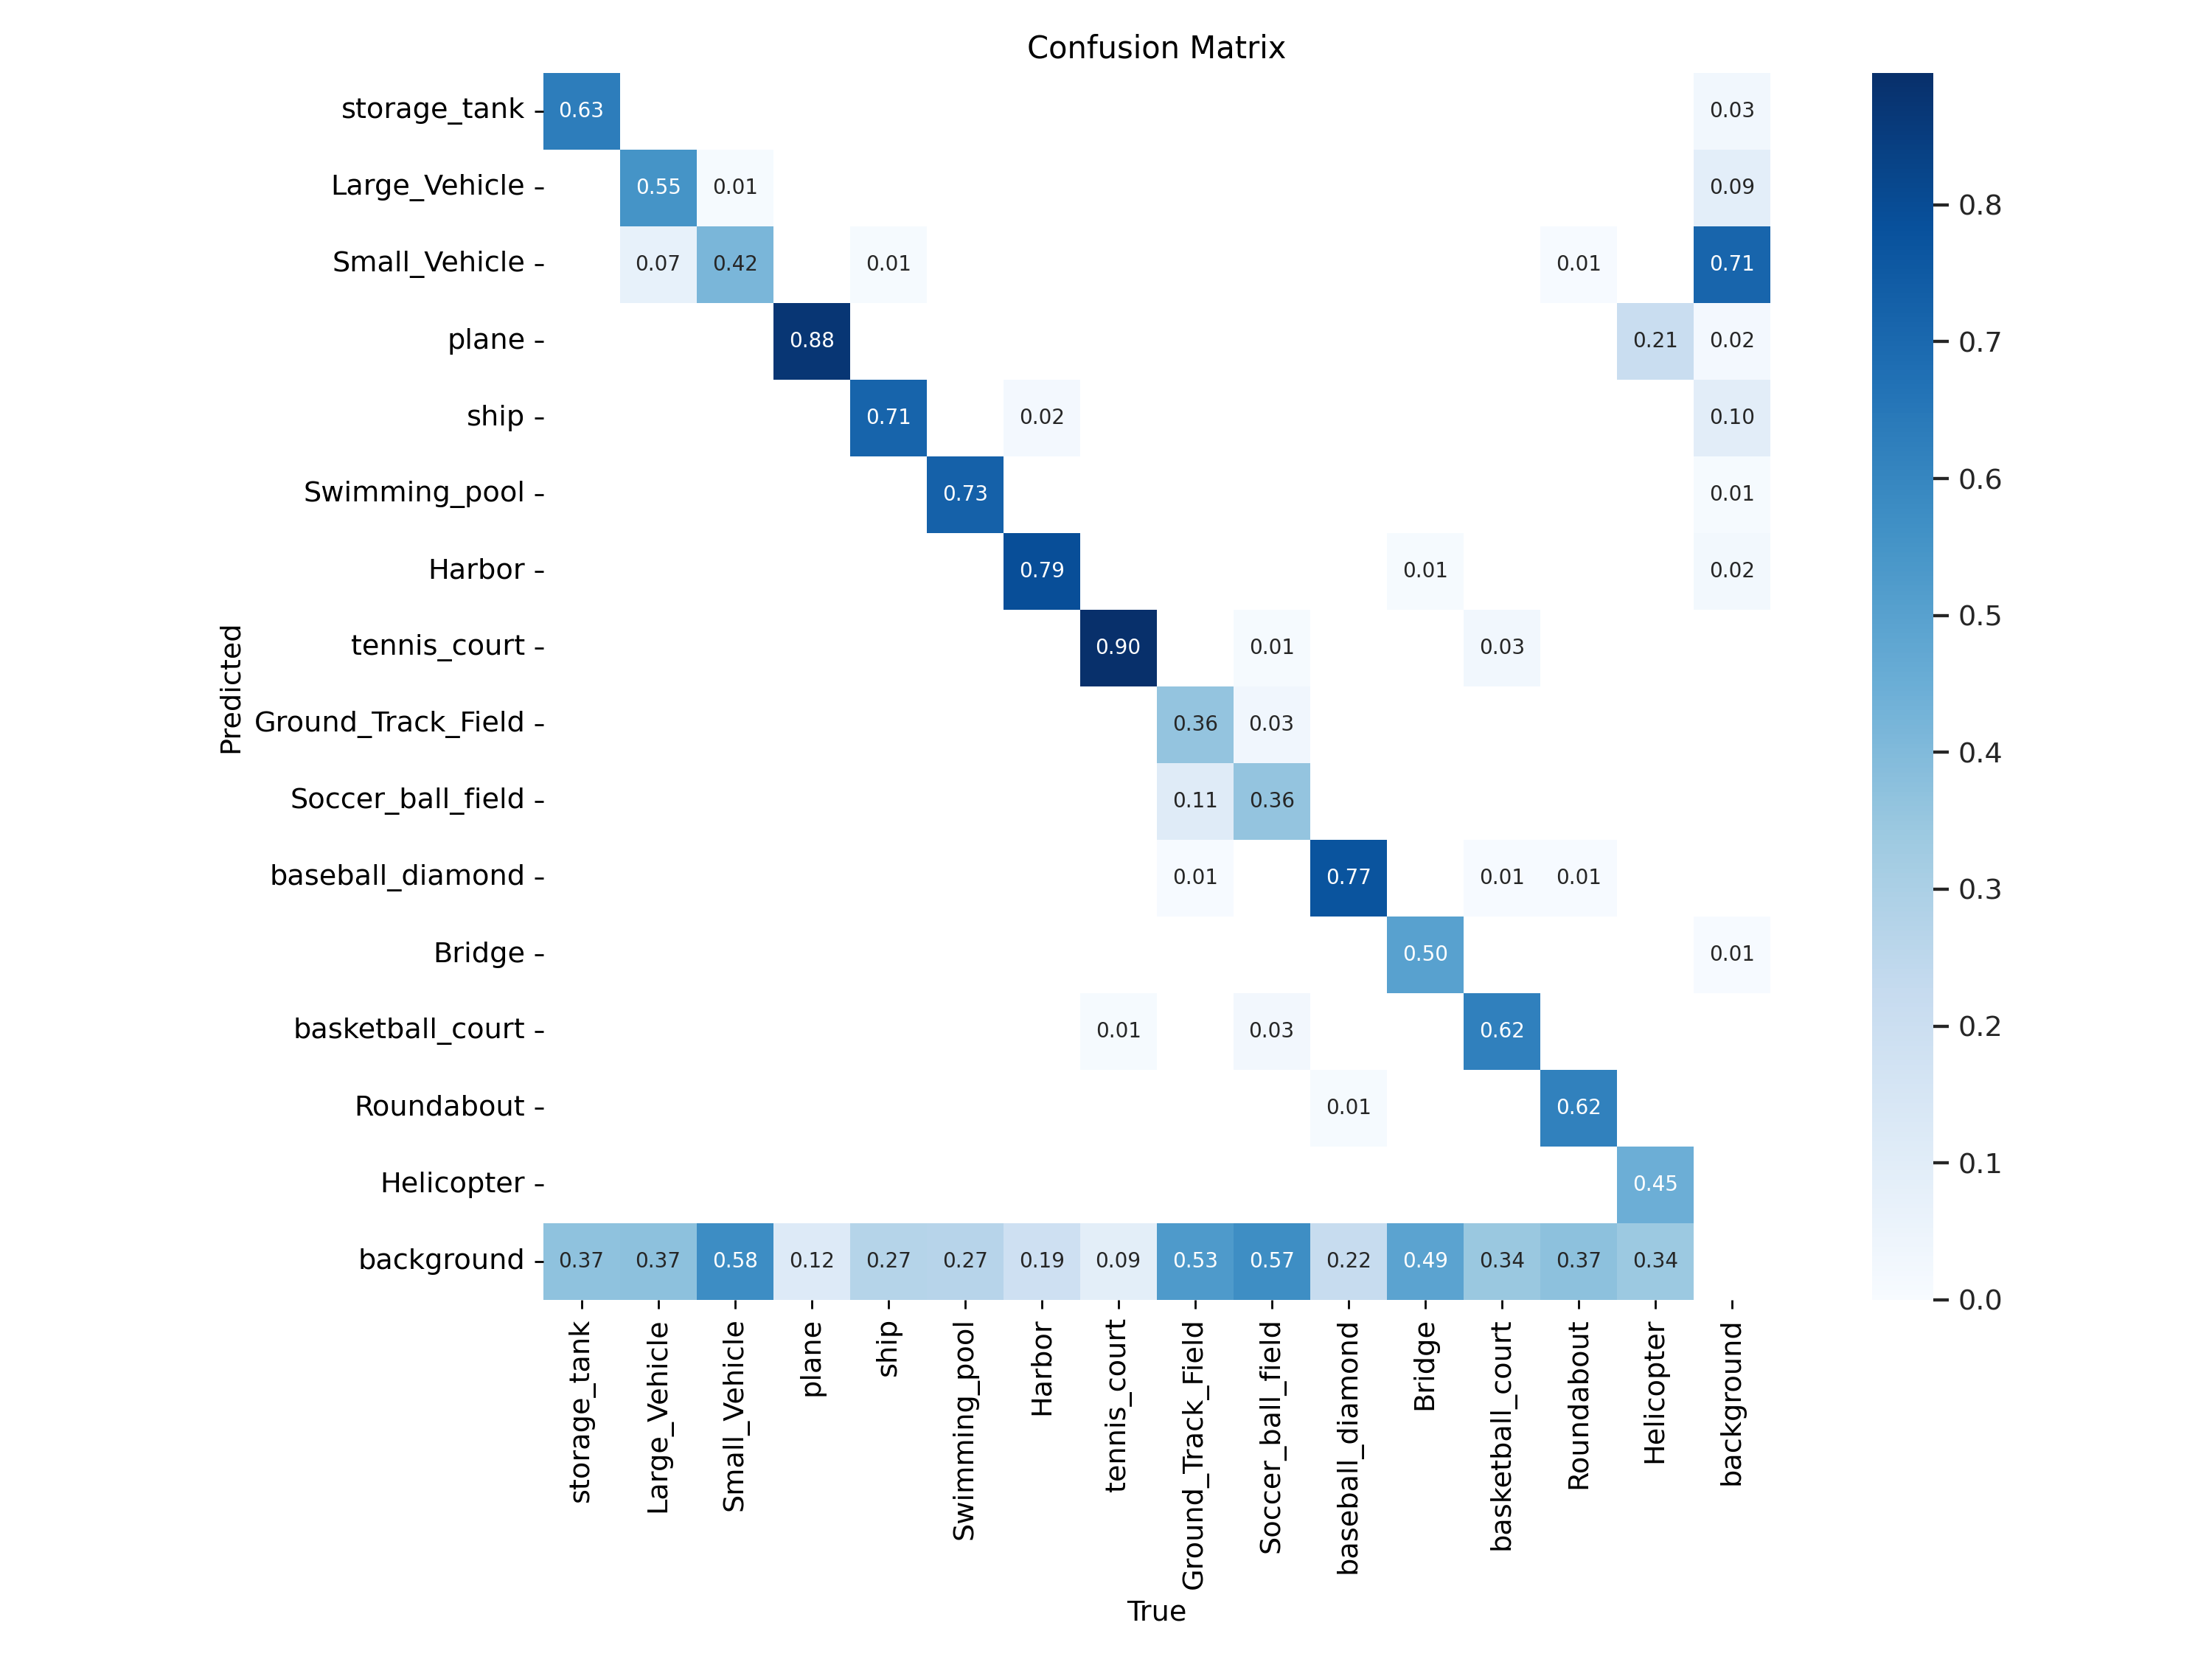 Confusion Matrix
storage_tank 0.63 0.03
Large_Vehicle 0.55 0.01 0.09
Small_Vehicle 0.07 0.42 0.01 0.01 0.71
plane 0.88 0.21 0.02
ship 0.71 0.02 0.10
Swimming_pool 0.73 0.01
Harbor 0.79 0.01 0.02
tennis_court 0.90 0.01 0.03
Ground_Track_Field 0.36 0.03
Soccer_ball_field 0.11 0.36
baseball_diamond 0.01 0.77 0.01 0.01
Bridge 0.50 0.01
basketball_court 0.01 0.03 0.62
Roundabout 0.01 0.62
Helicopter 0.45
background 0.37 0.37 0.58 0.12 0.27 0.27 0.19 0.09 0.53 0.57 0.22 0.49 0.34 0.37 0.34
Predicted
storage_tank
Large_Vehicle
Small_Vehicle
plane
ship
Swimming_pool
Harbor
tennis_court
Ground_Track_Field
Soccer_ball_field
baseball_diamond
Bridge
basketball_court
Roundabout
Helicopter
background
True
0.8
0.7
0.6
0.5
0.4
0.3
0.2
0.1
0.0